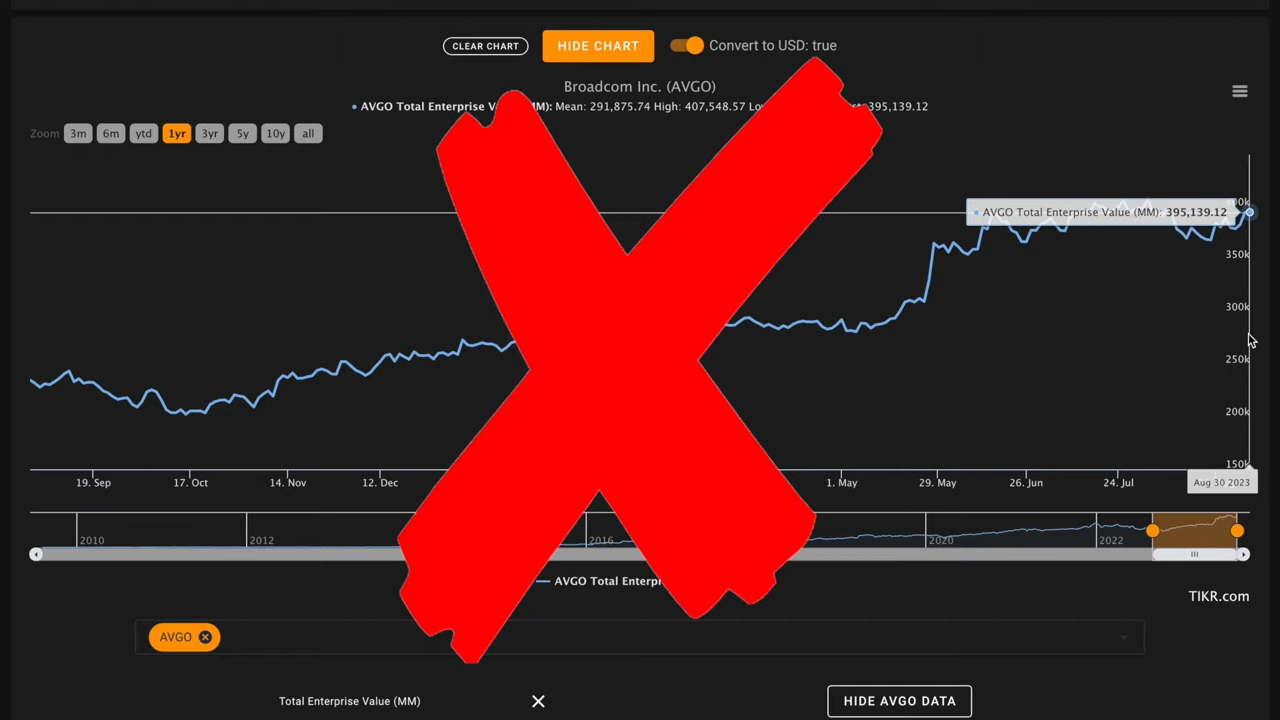 CLEAR CHART
HIDE CHART
Convert to USD: true
Broadcom Inc. (AVGO)
AVGO Total Enterprise V M): Mean: 291,875.74 High: 407,548.57 395,139.12
Zoom 3m 6m ytd 1yr 3yr 5y 10y all
AVGO Total Enterprise Value (MM): 395,139.12
350k
300k
250k
200k
150k
19. Sep 17. Oct 14. Nov 12. Dec 1. May 29. May 26. Jun 24. Jul Aug 30 2023
2010 2012 2016 2020 2022
AVGO Total Enterp
TIKR.com
AVGO
Total Enterprise Value (MM)
HIDE AVGO DATA